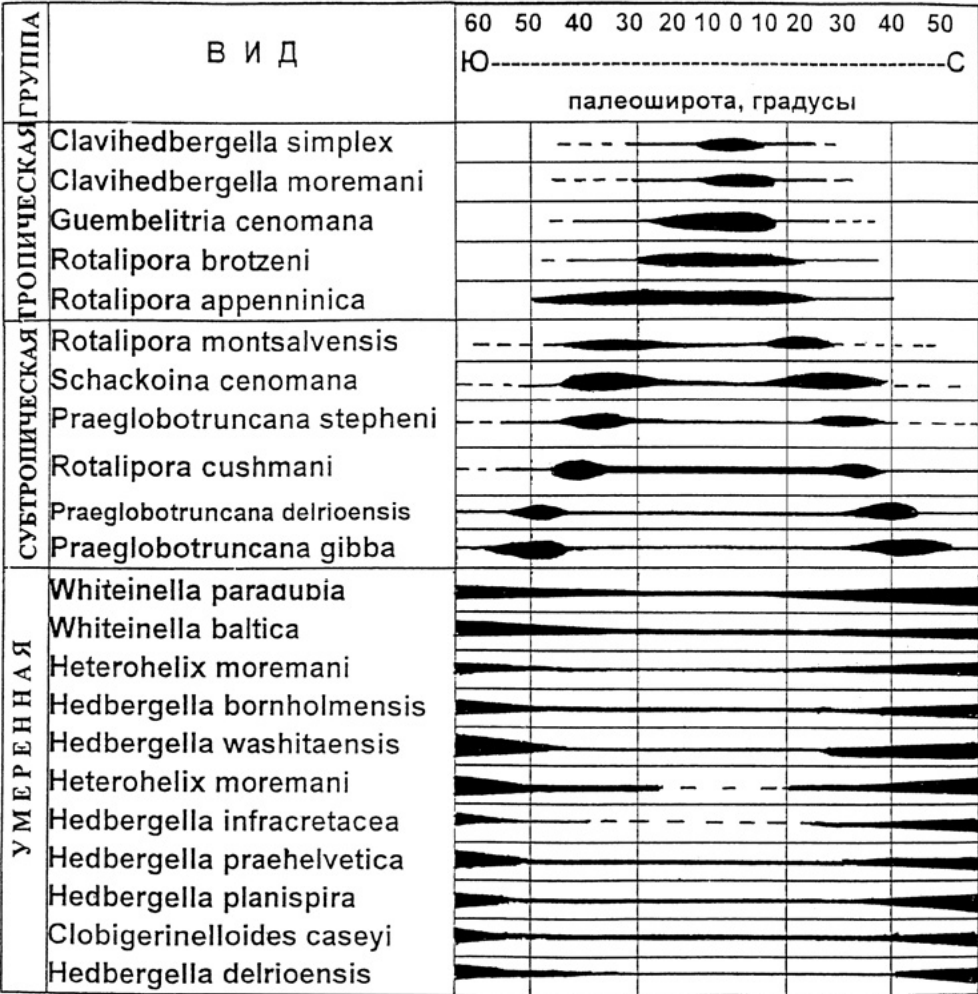 ГРУППА
В И Д
60 50 40 30 20 10 0 10 20 30 40 50
Ю С
палеоширота, градусы
ТРОПИЧЕСКАЯ
Clavihedbergella simplex
Clavihedbergella moremani
Guembelitria cenomana
Rotalipora brotzeni
Rotalipora appenninica
СУБТРОПИЧЕСКАЯ
Rotalipora montsalvensis
Schackoina cenomana
Praeglobotruncana stepheni
Rotalipora cushmani
Praeglobotruncana delrioensis
Praeglobotruncana gibba
УМЕРЕННАЯ
Whiteinella paradubia
Whiteinella baltica
Heterohelix moremani
Hedbergella bornholmensis
Hedbergella washitaensis
Heterohelix moremani
Hedbergella infracretacea
Hedbergella praehelvetica
Hedbergella planispira
Clobigerinelloides caseyi
Hedbergella delrioensis